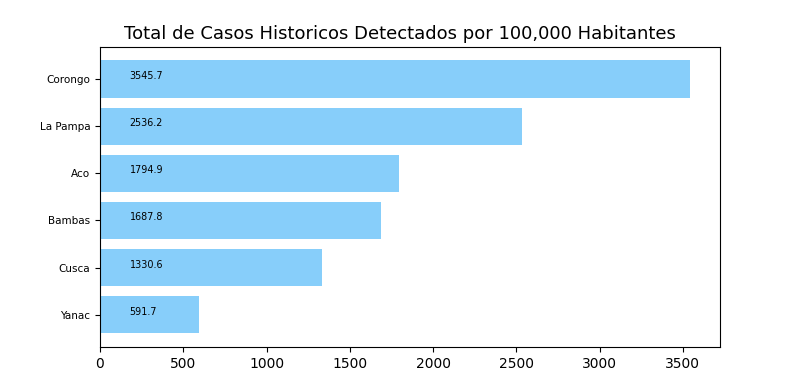 Total de Casos Historicos Detectados por 100,000 Habitantes
Corongo 3545.7
La Pampa 2536.2
Aco 1794.9
Bambas 1687.8
Cusca 1330.6
Yanac 591.7
0 500 1000 1500 2000 2500 3000 3500